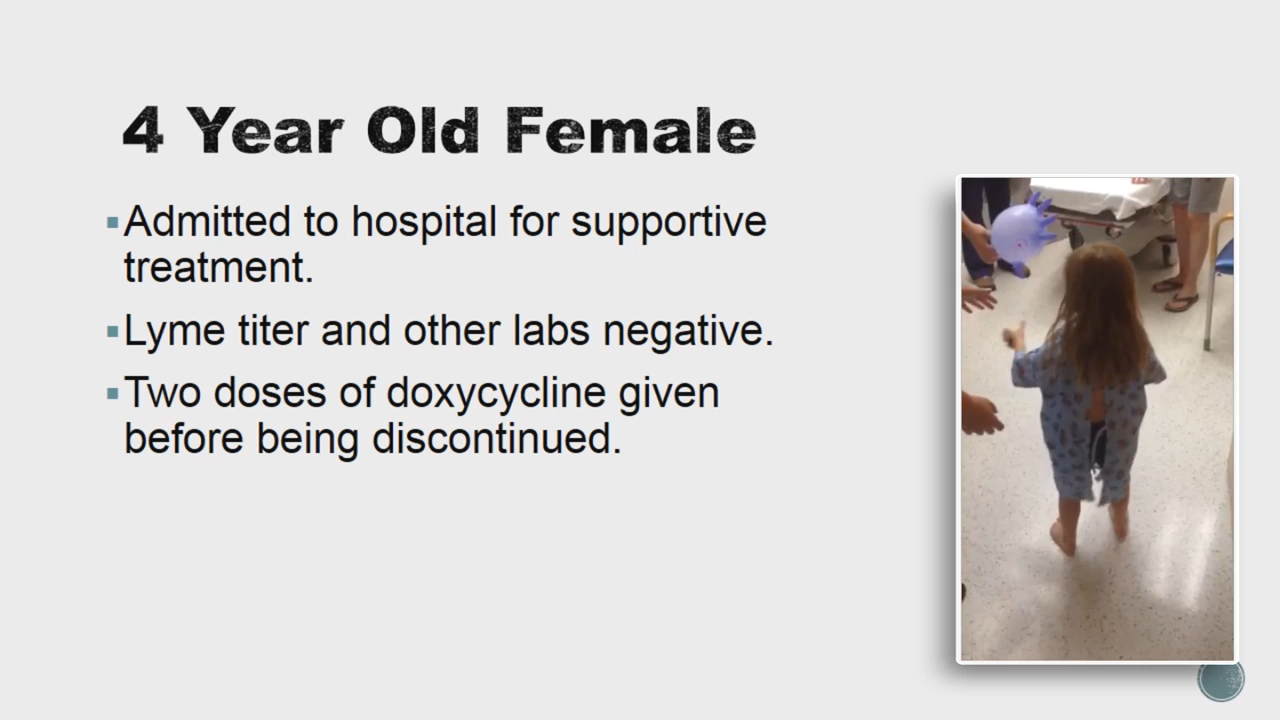 4 Year Old Female
▪Admitted to hospital for supportive
treatment.
▪Lyme titer and other labs negative.
▪Two doses of doxycycline given
before being discontinued.